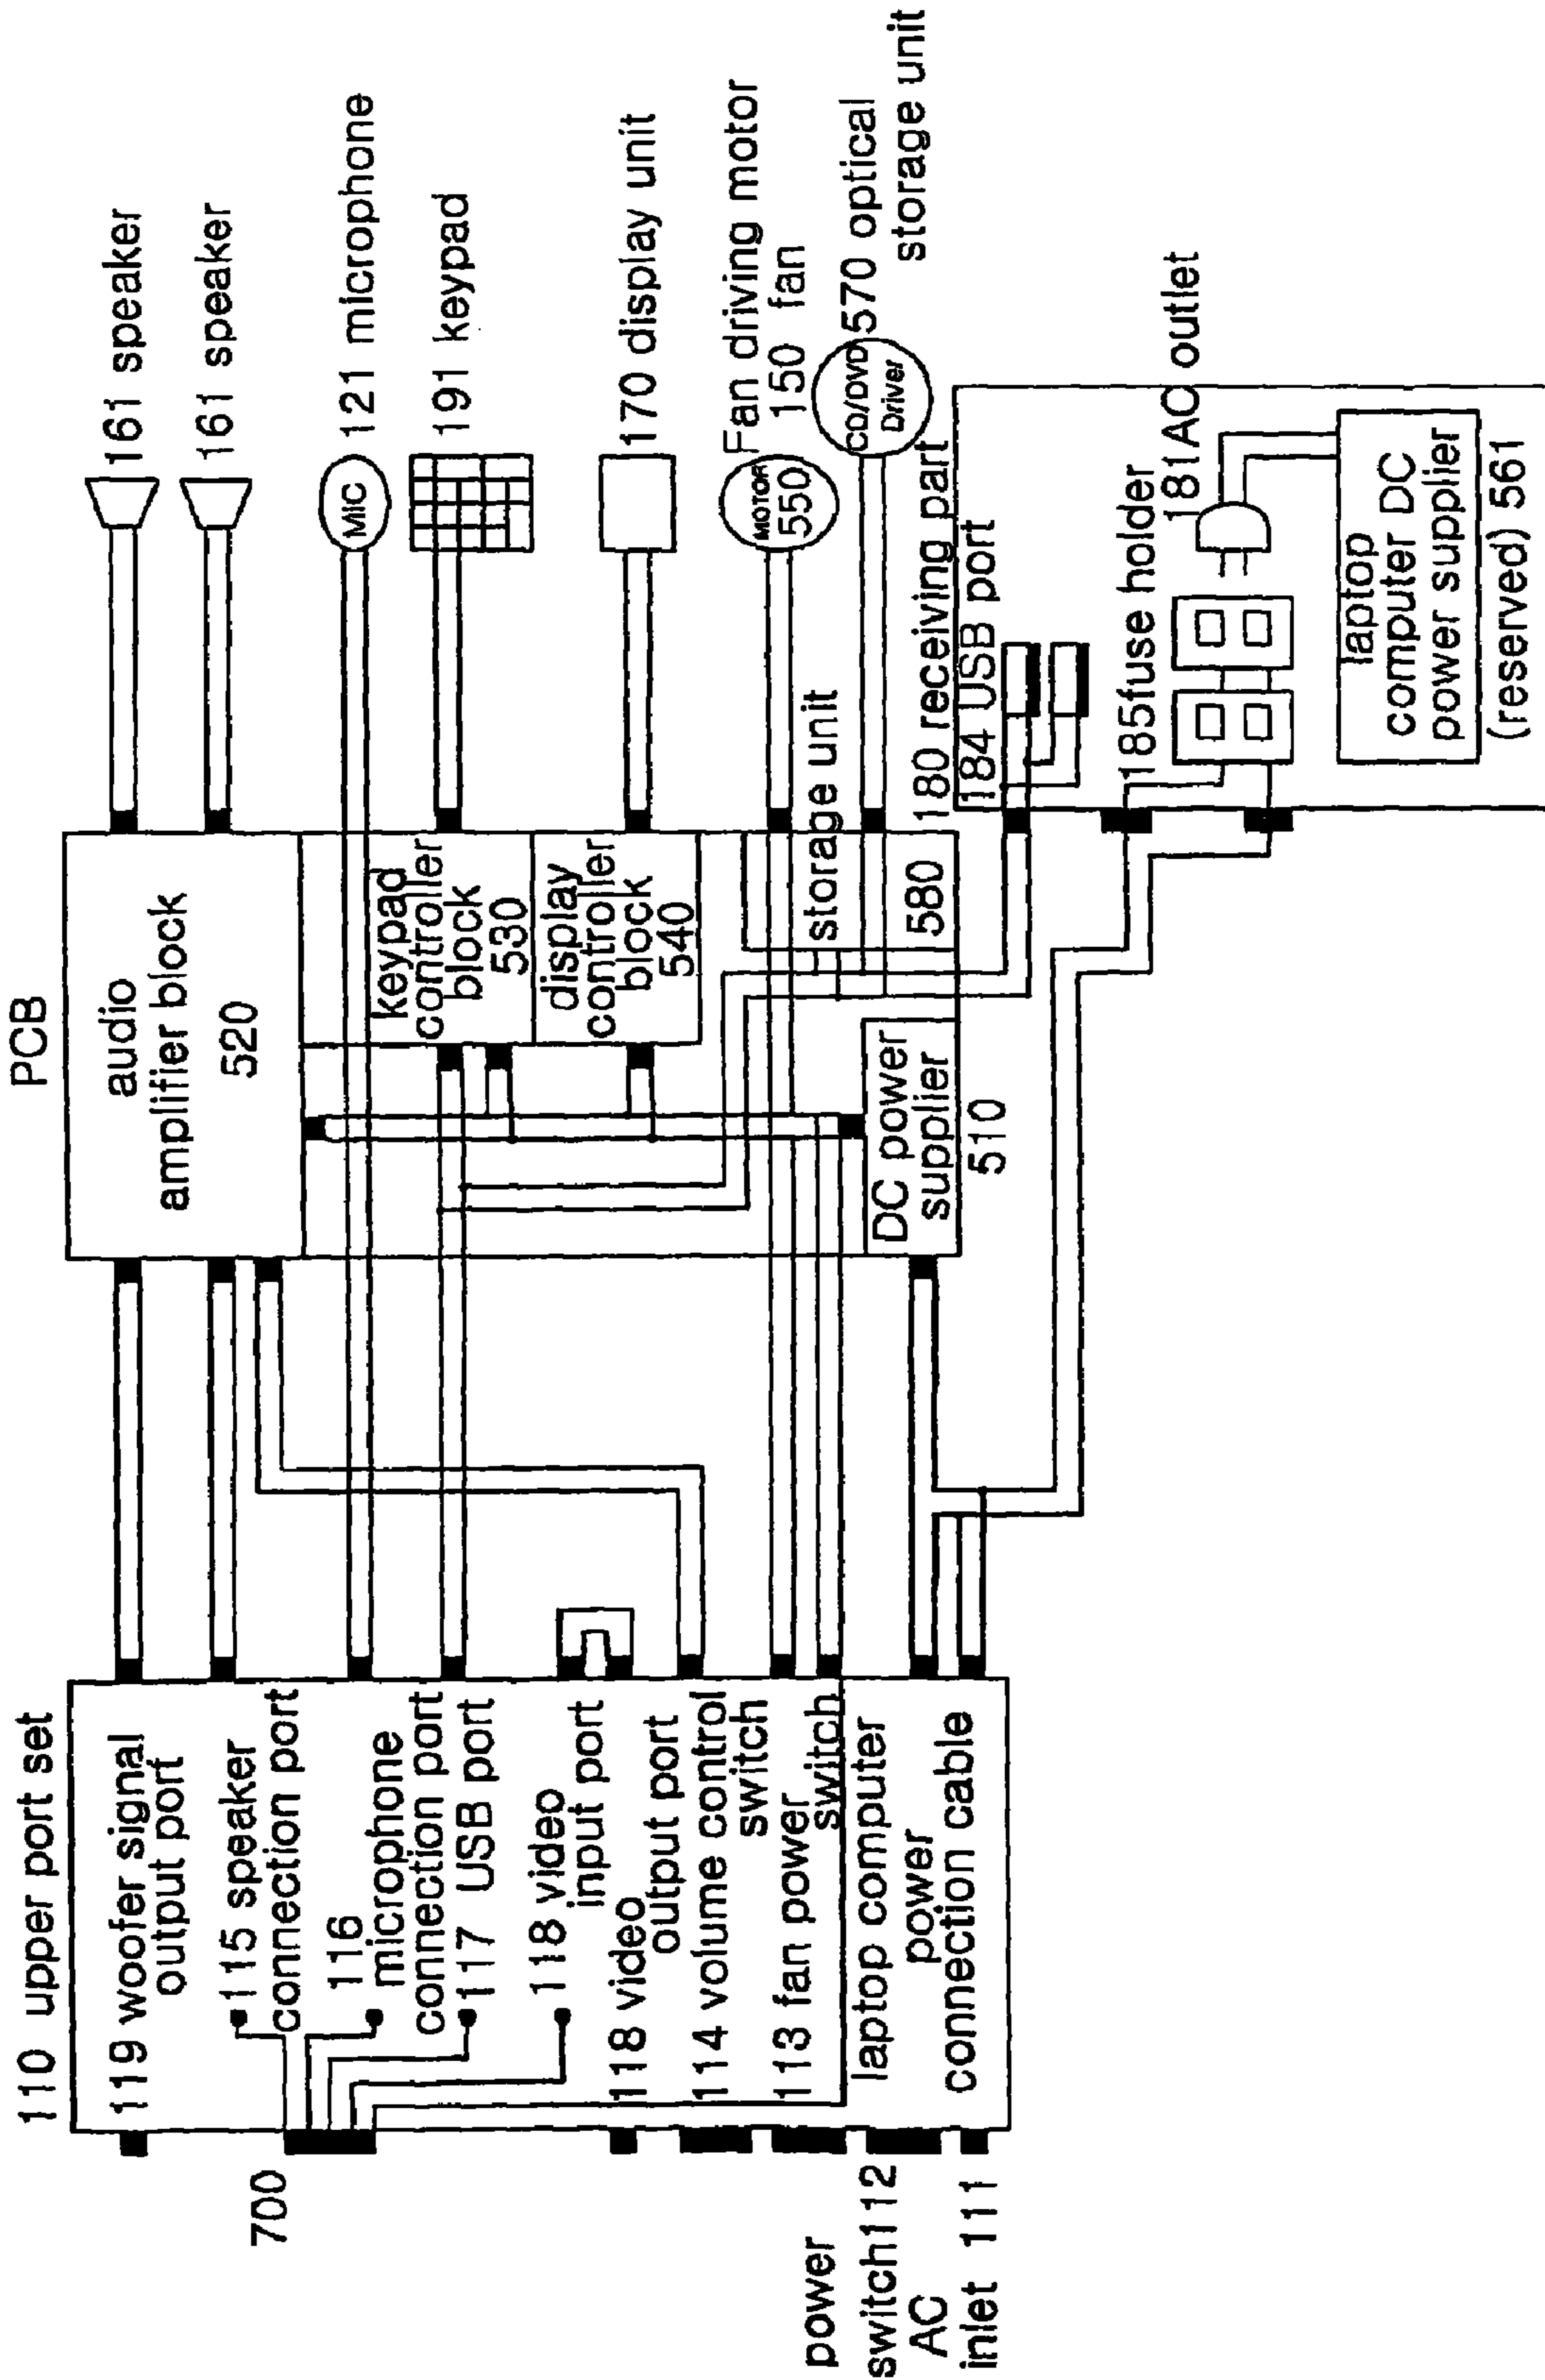 PCB
110 upper port set
119 woofer signal
output port
115 speaker
connection port
116
microphone
connection port
117 USB port
118 video
input port
118 video
output port
114 volume control
switch
113 fan power
switch
laptop computer
power
connection cable
700
power
switch112
AC
inlet 111
audio
amplifier block
520
keypad
controller
block
530
display
controller
block
540
storage unit
580
DC power
supplier
510
161 speaker
161 speaker
MIC
121 microphone
191 keypad
170 display unit
MOTOR
550
Fan driving motor
150 fan
CD/DVD
Driver
570 optical
storage unit
180 receiving part
184 USB port
185fuse holder
181AC outlet
laptop
computer DC
power supplier
(reserved) 561